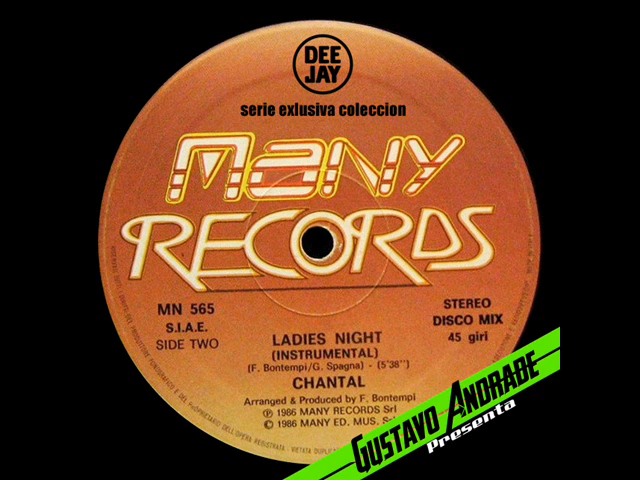 DEE
JAY
serie exlusiva coleccion
MANY
RECORDS
MN 565
S.I.A.E.
SIDE TWO
STEREO
DISCO MIX
45 giri
LADIES NIGHT
(INSTRUMENTAL)
(F. Bontempi/G. Spagna) - (5'38'')
CHANTAL
Arranged & Produced by F. Bontempi
℗ 1986 MANY RECORDS Srl
© 1986 MANY ED. MUS.
GUSTAVO ANDRADE
Presenta